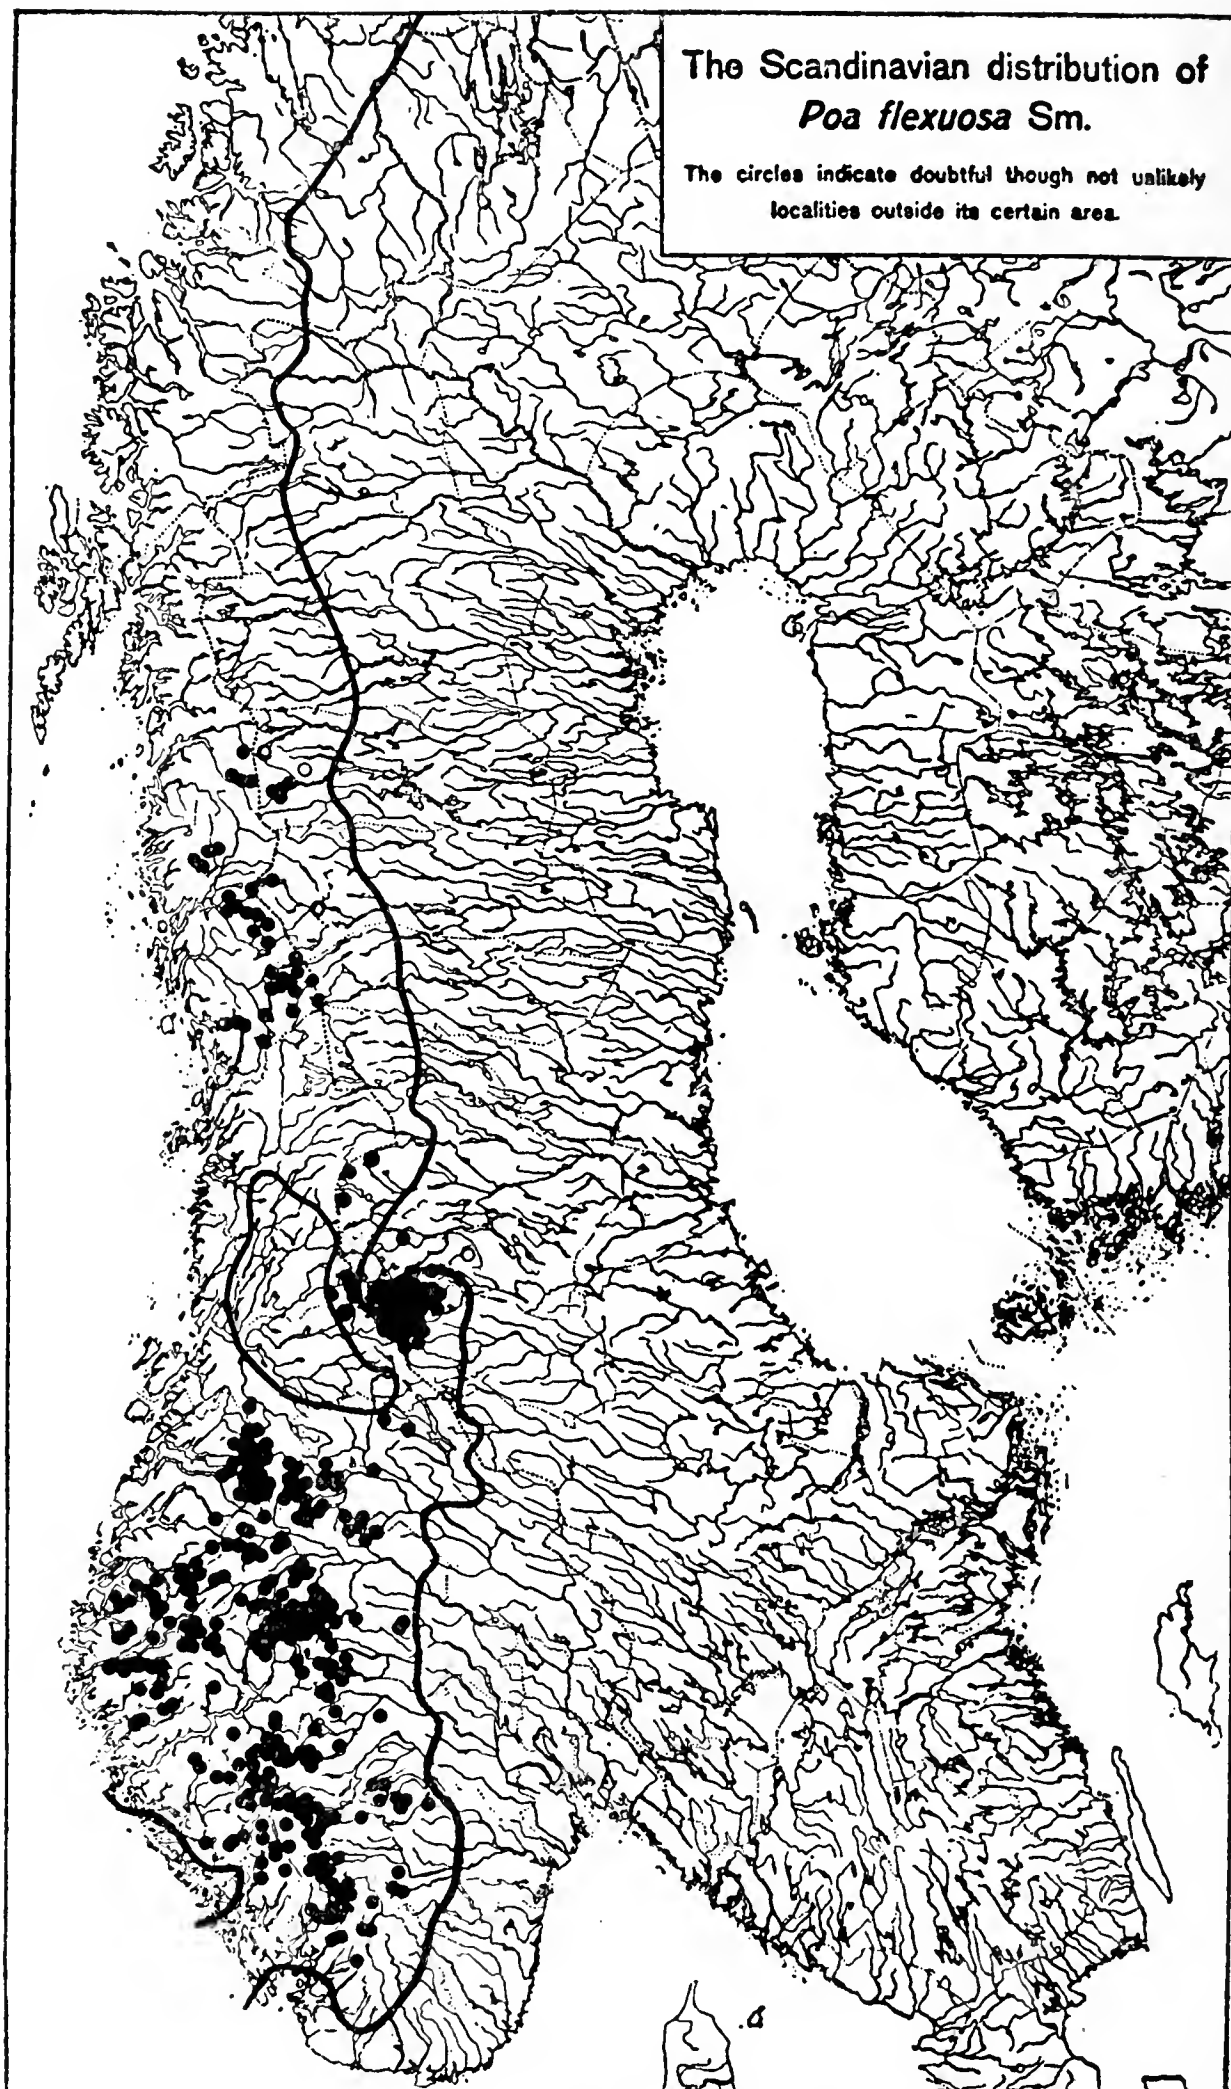 The Scandinavian distribution of
Poa flexuosa Sm.
The circles indicate doubtful though not unlikely
localities outside its certain area.